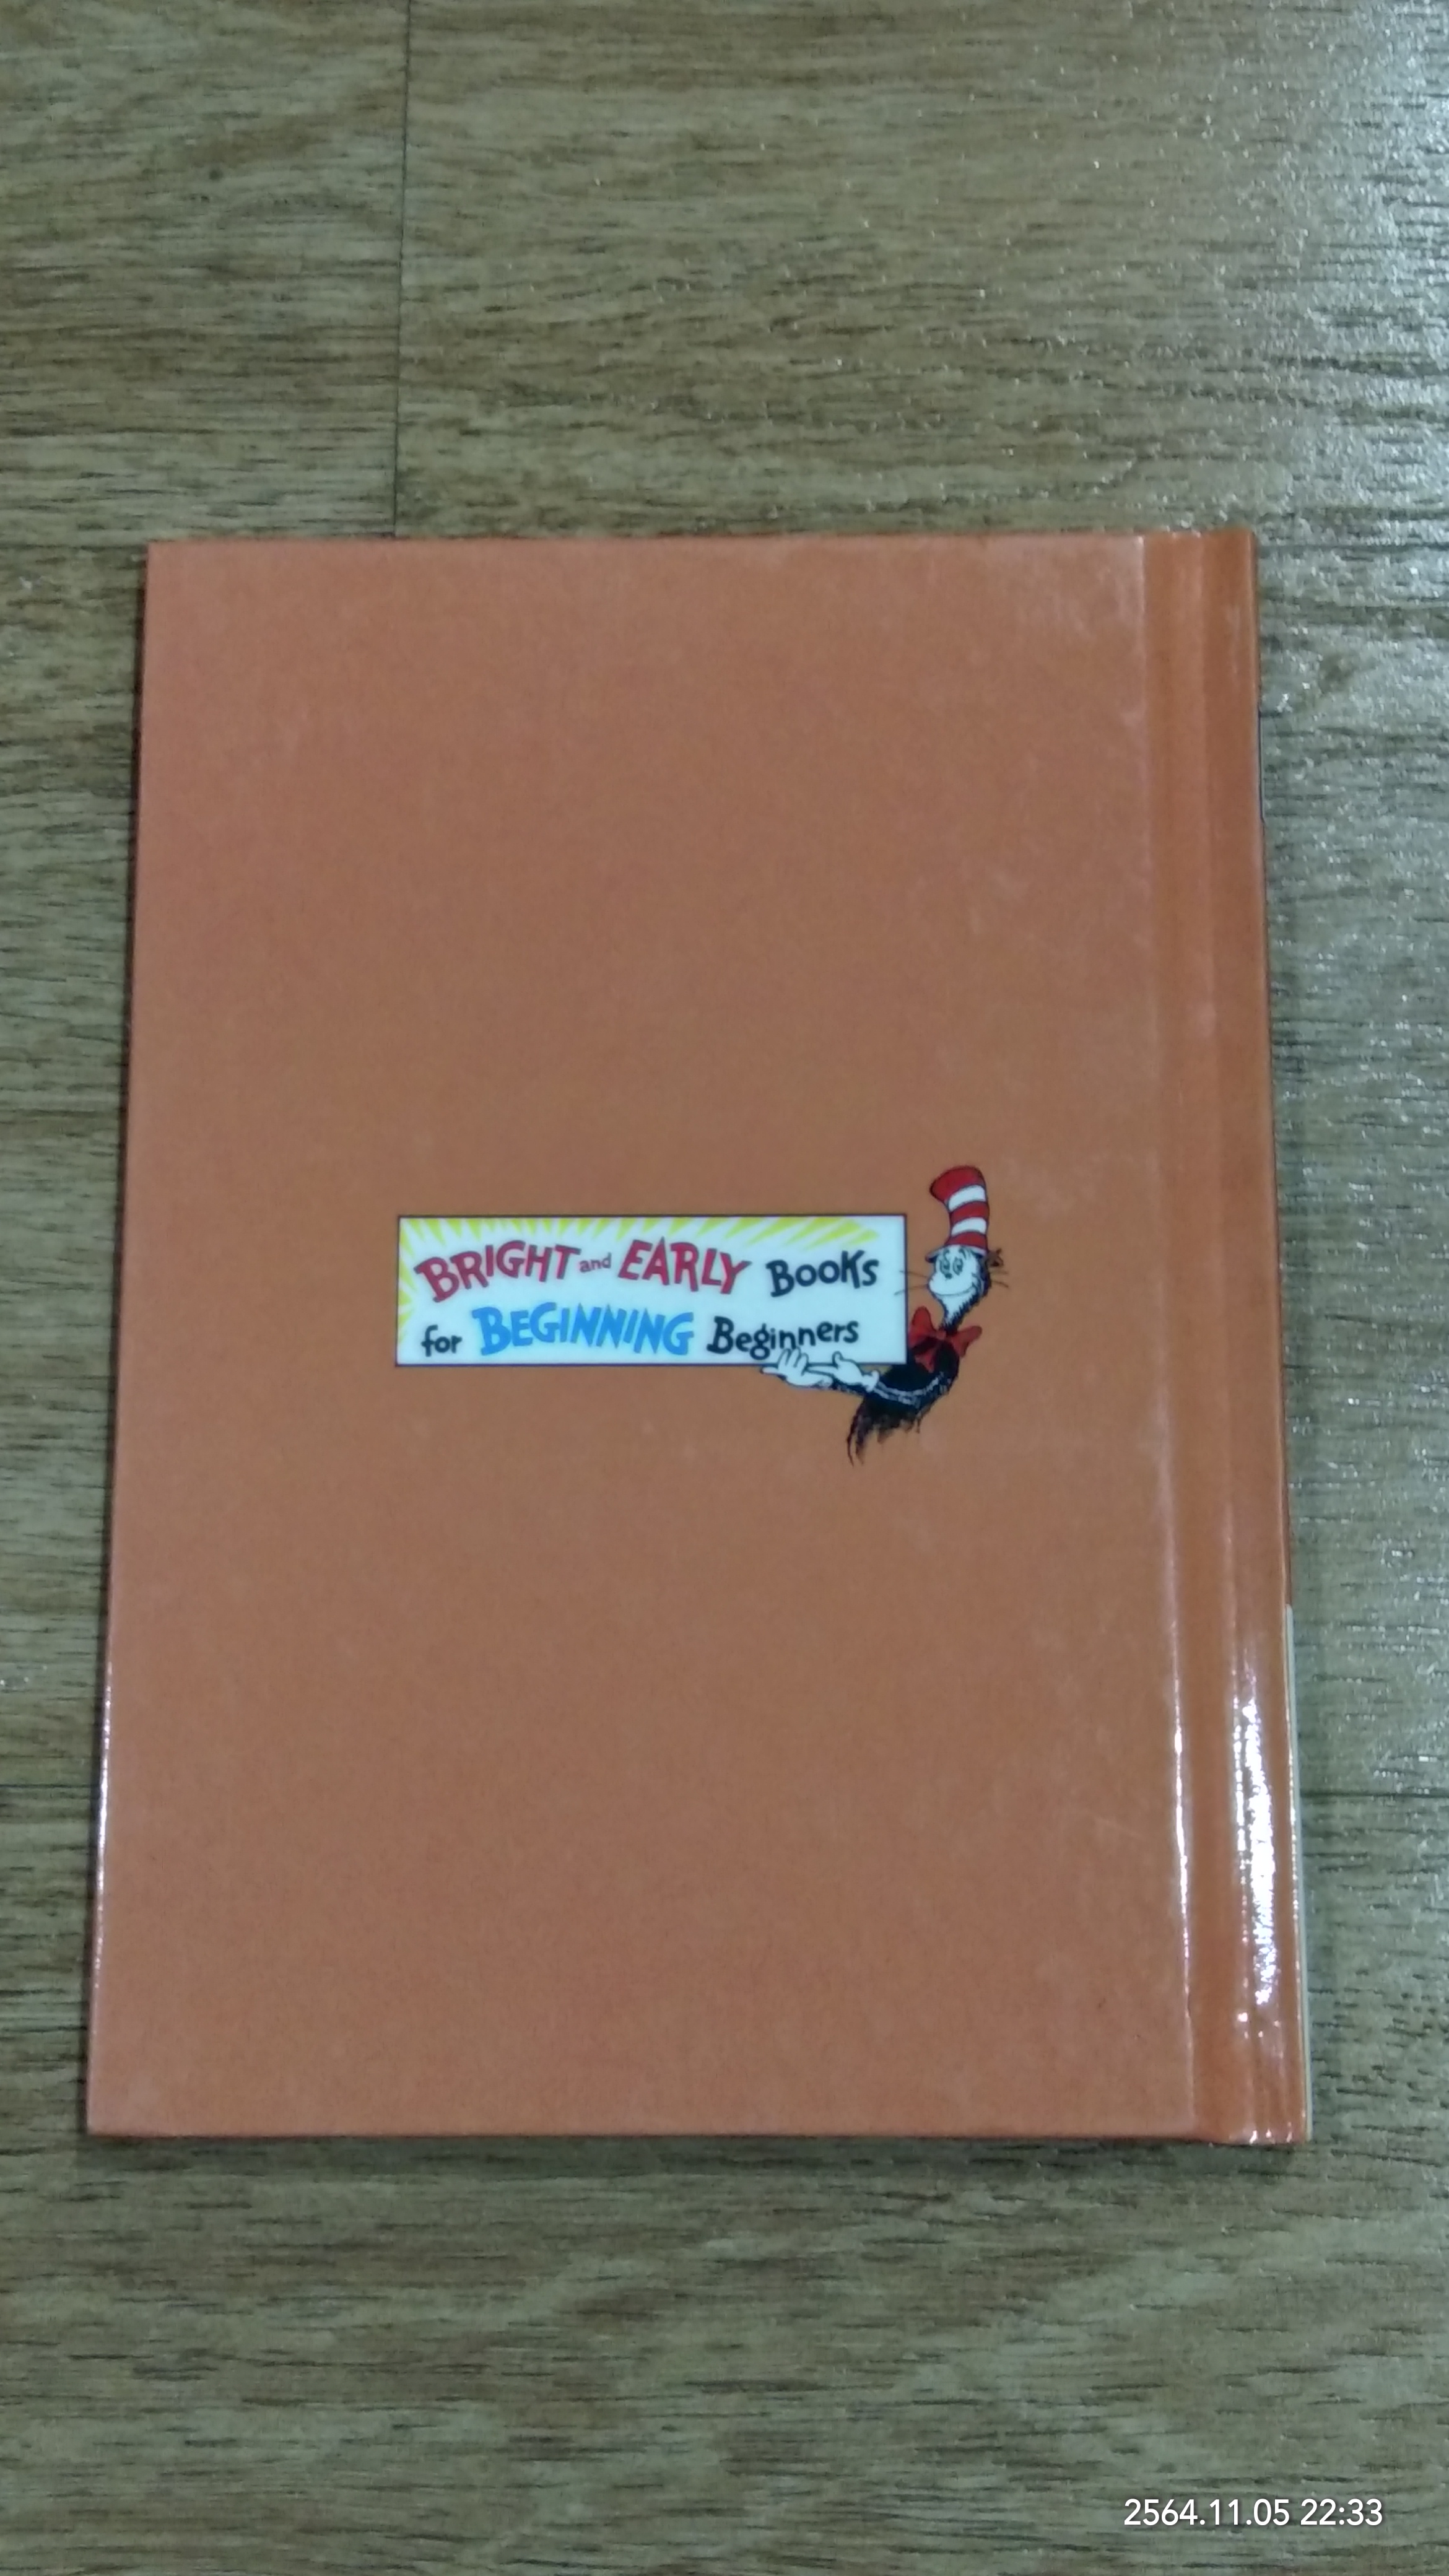 BRIGHT and EARLY Books
for BEGINNING Beginners
2564.11.05 22:33